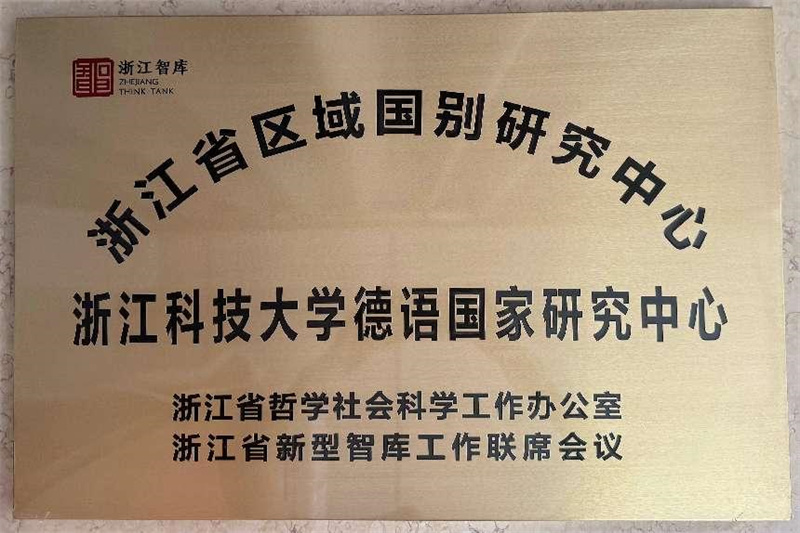 浙江智库
ZHEJIANG
THINK TANK
浙江省区域国别研究中心
浙江科技大学德语国家研究中心
浙江省哲学社会科学工作办公室
浙江省新型智库工作联席会议